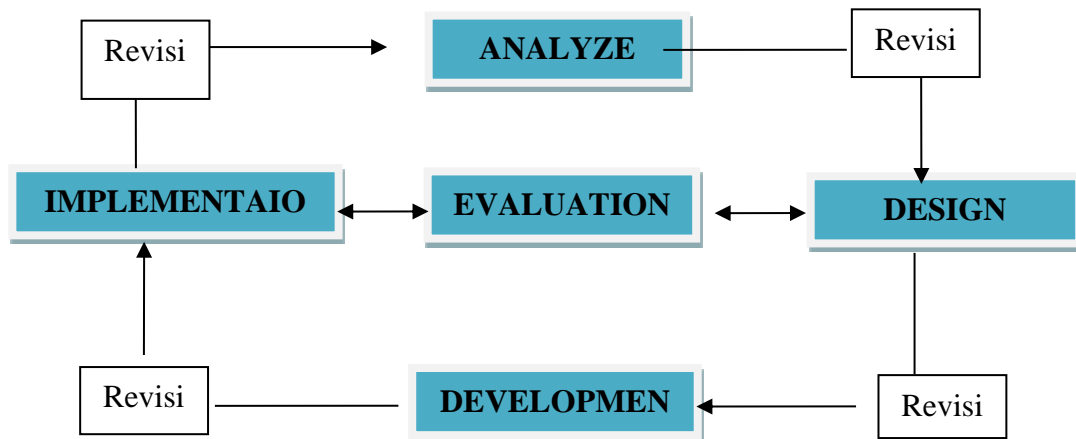 Revisi
ANALYZE
Revisi
IMPLEMENTAIO
EVALUATION
DESIGN
Revisi
DEVELOPMEN
Revisi